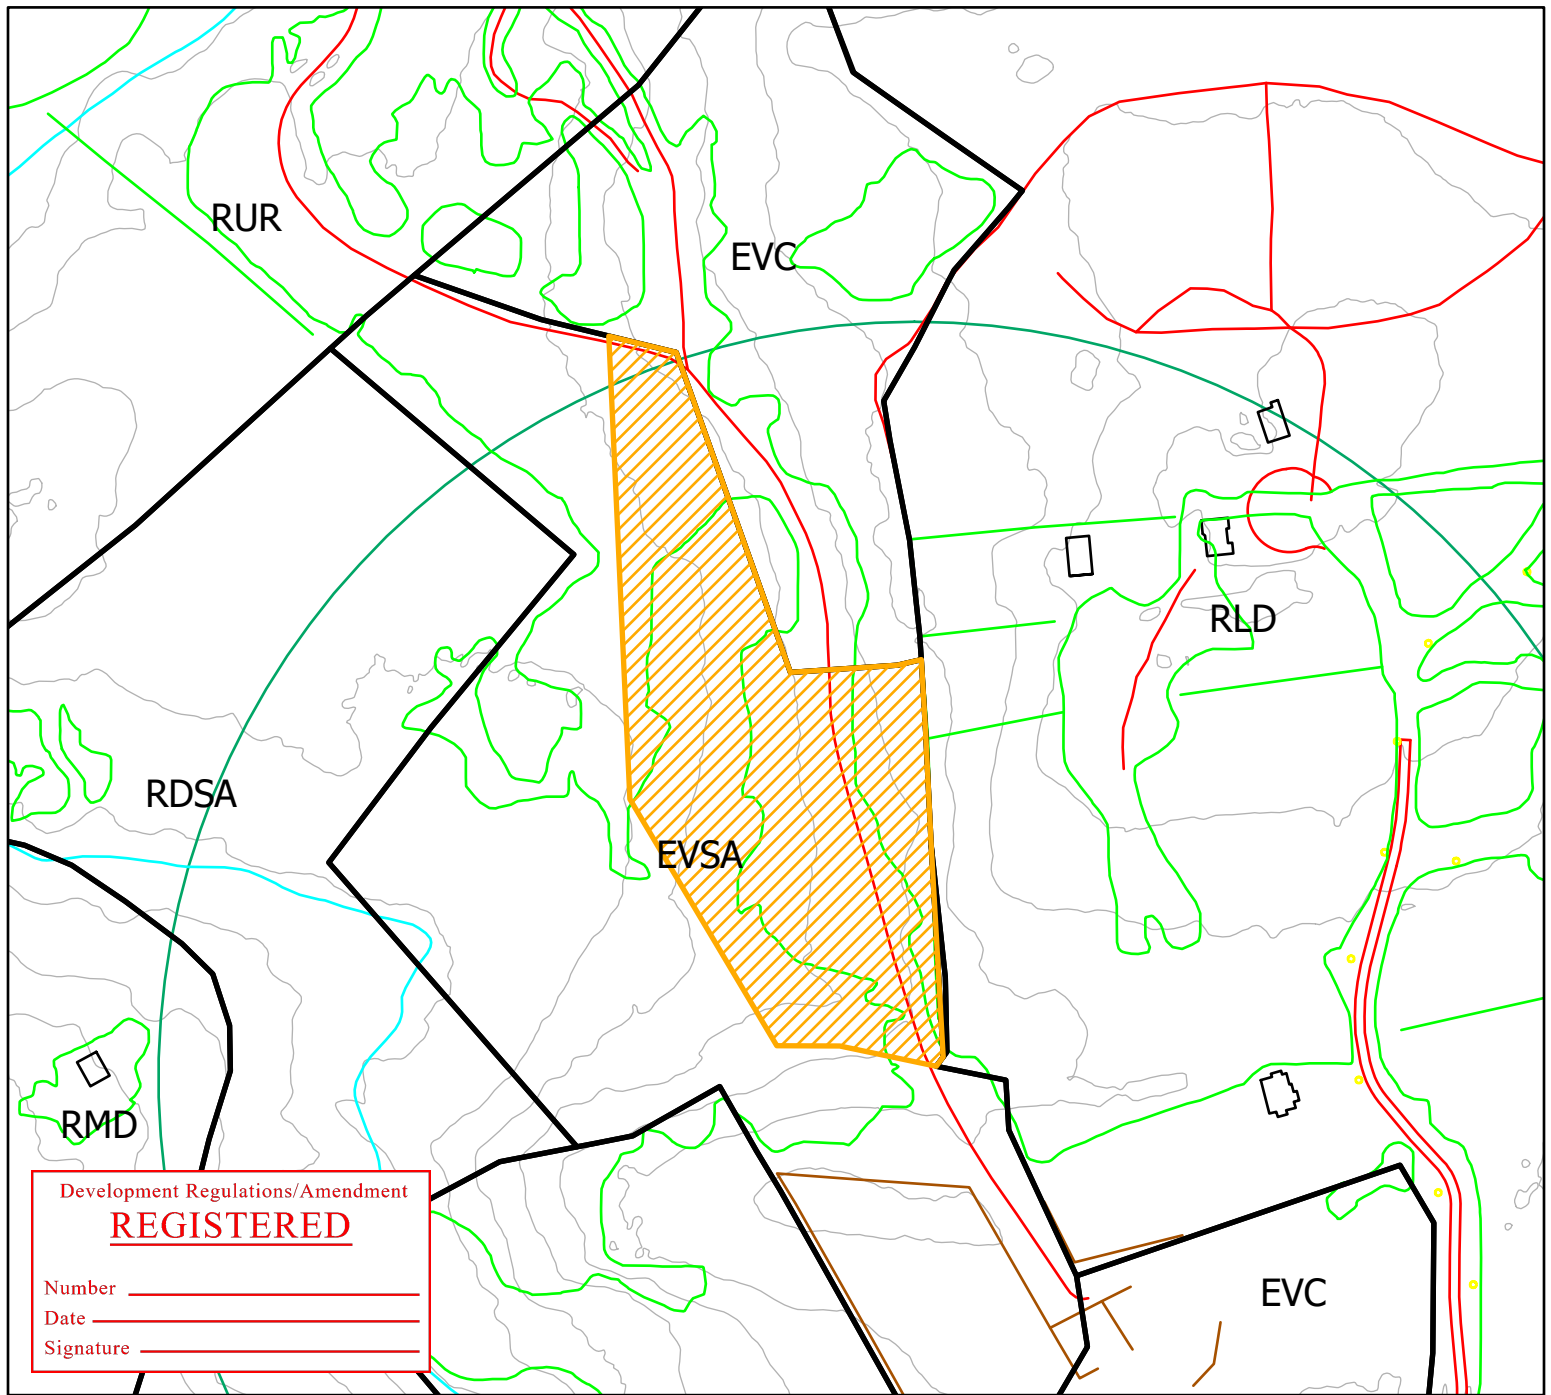 RUR
EVC
RLD
RDSA
EVSA
RMD
EVC
Development Regulations/Amendment
REGISTERED
Number
Date
Signature